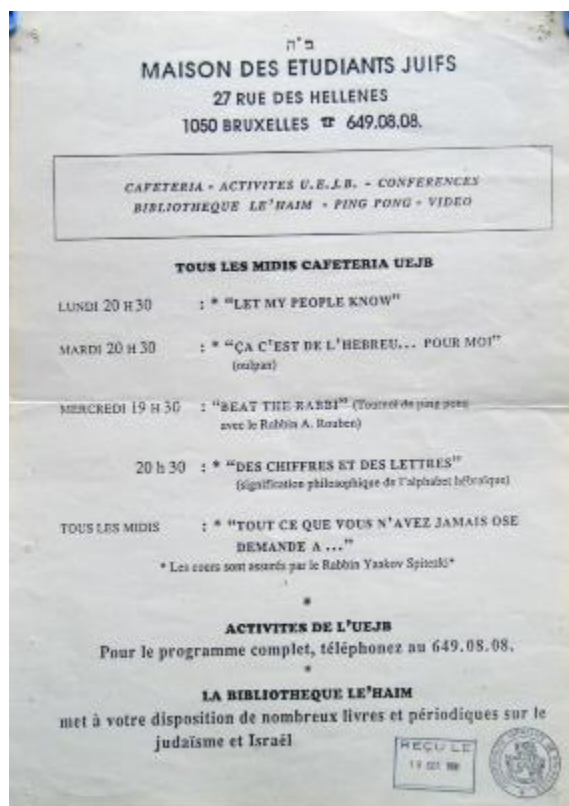 ב"ה
MAISON DES ETUDIANTS JUIFS
27 RUE DES HELLENES
1050 BRUXELLES ☎ 649.08.08.
CAFETERIA - ACTIVITES U.E.J.B. - CONFERENCES
BIBLIOTHEQUE LE'HAIM - PING PONG - VIDEO
TOUS LES MIDIS CAFETERIA UEJB
LUNDI 20 H 30 : * "LET MY PEOPLE KNOW"
MARDI 20 H 30 : * "ÇA C'EST DE L'HEBREU... POUR MOI"
(oulpan)
MERCREDI 19 H 30 : "BEAT THE RABBI" (Tournoi de ping pong
avec le Rabbin A. Rouben)
20 h 30 : * "DES CHIFFRES ET DES LETTRES"
(signification philosophique de l'alphabet hébraïque)
TOUS LES MIDIS : * "TOUT CE QUE VOUS N'AVEZ JAMAIS OSE
DEMANDE A ..."
* Les cours sont assurés par le Rabbin Yaakov *
*
ACTIVITES DE L'UEJB
Pour le programme complet, téléphonez au 649.08.08.
*
LA BIBLIOTHEQUE LE'HAIM
met à votre disposition de nombreux livres et périodiques sur le
judaïsme et Israël
REÇU LE